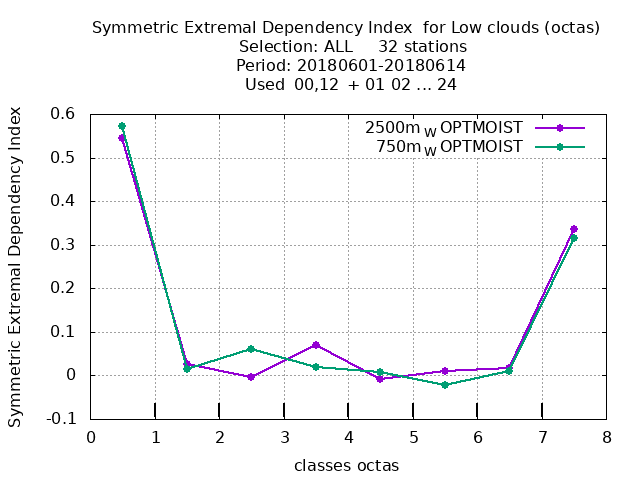 Symmetric Extremal Dependency Index  for Low clouds (octas)
Selection: ALL     32 stations
Period: 20180601-20180614
Used  00,12  + 01 02 ... 24
2500m W OPTMOIST
750m W OPTMOIST
Symmetric Extremal Dependency Index
0.6
0.5
0.4
0.3
0.2
0.1
0
-0.1
0 1 2 3 4 5 6 7 8
classes octas